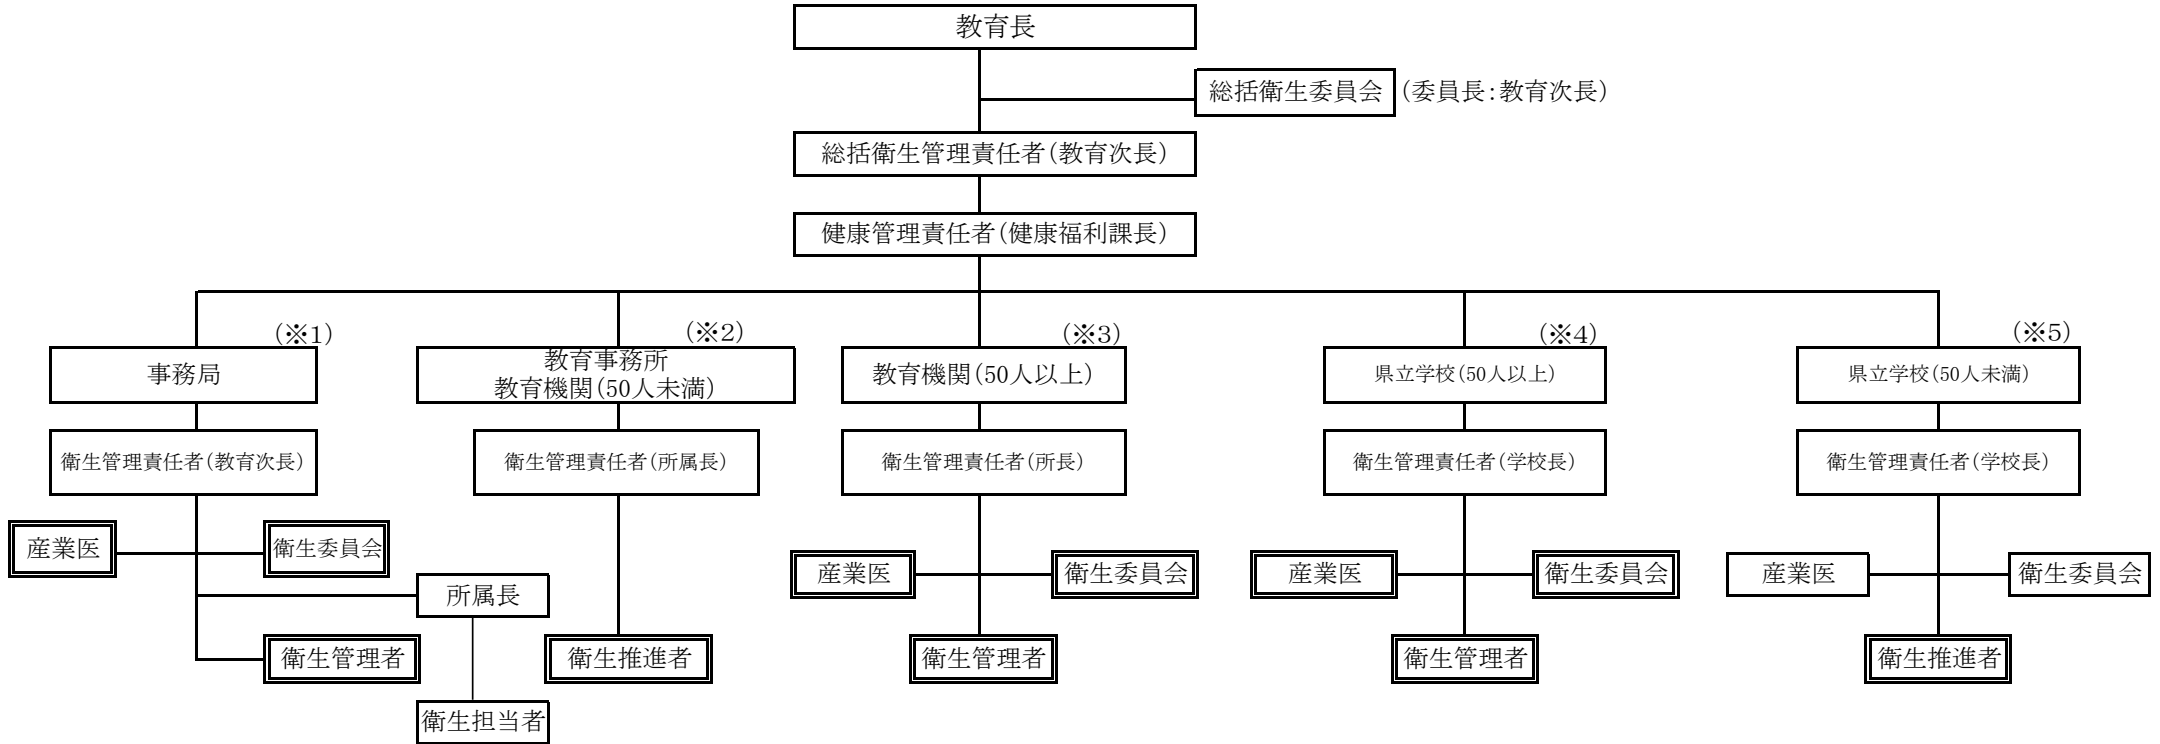 教育長
総括衛生委員会 (委員長:教育次長)
総括衛生管理責任者(教育次長)
健康管理責任者(健康福利課長)
(※1)
(※2)
(※3)
(※4)
(※5)
事務局
教育事務所
教育機関(50人未満)
教育機関(50人以上)
県立学校(50人以上)
県立学校(50人未満)
衛生管理責任者(教育次長)
衛生管理責任者(所属長)
衛生管理責任者(所長)
衛生管理責任者(学校長)
衛生管理責任者(学校長)
産業医
衛生委員会
産業医
衛生委員会
産業医
衛生委員会
産業医
衛生委員会
所属長
衛生管理者
衛生推進者
衛生管理者
衛生管理者
衛生推進者
衛生担当者